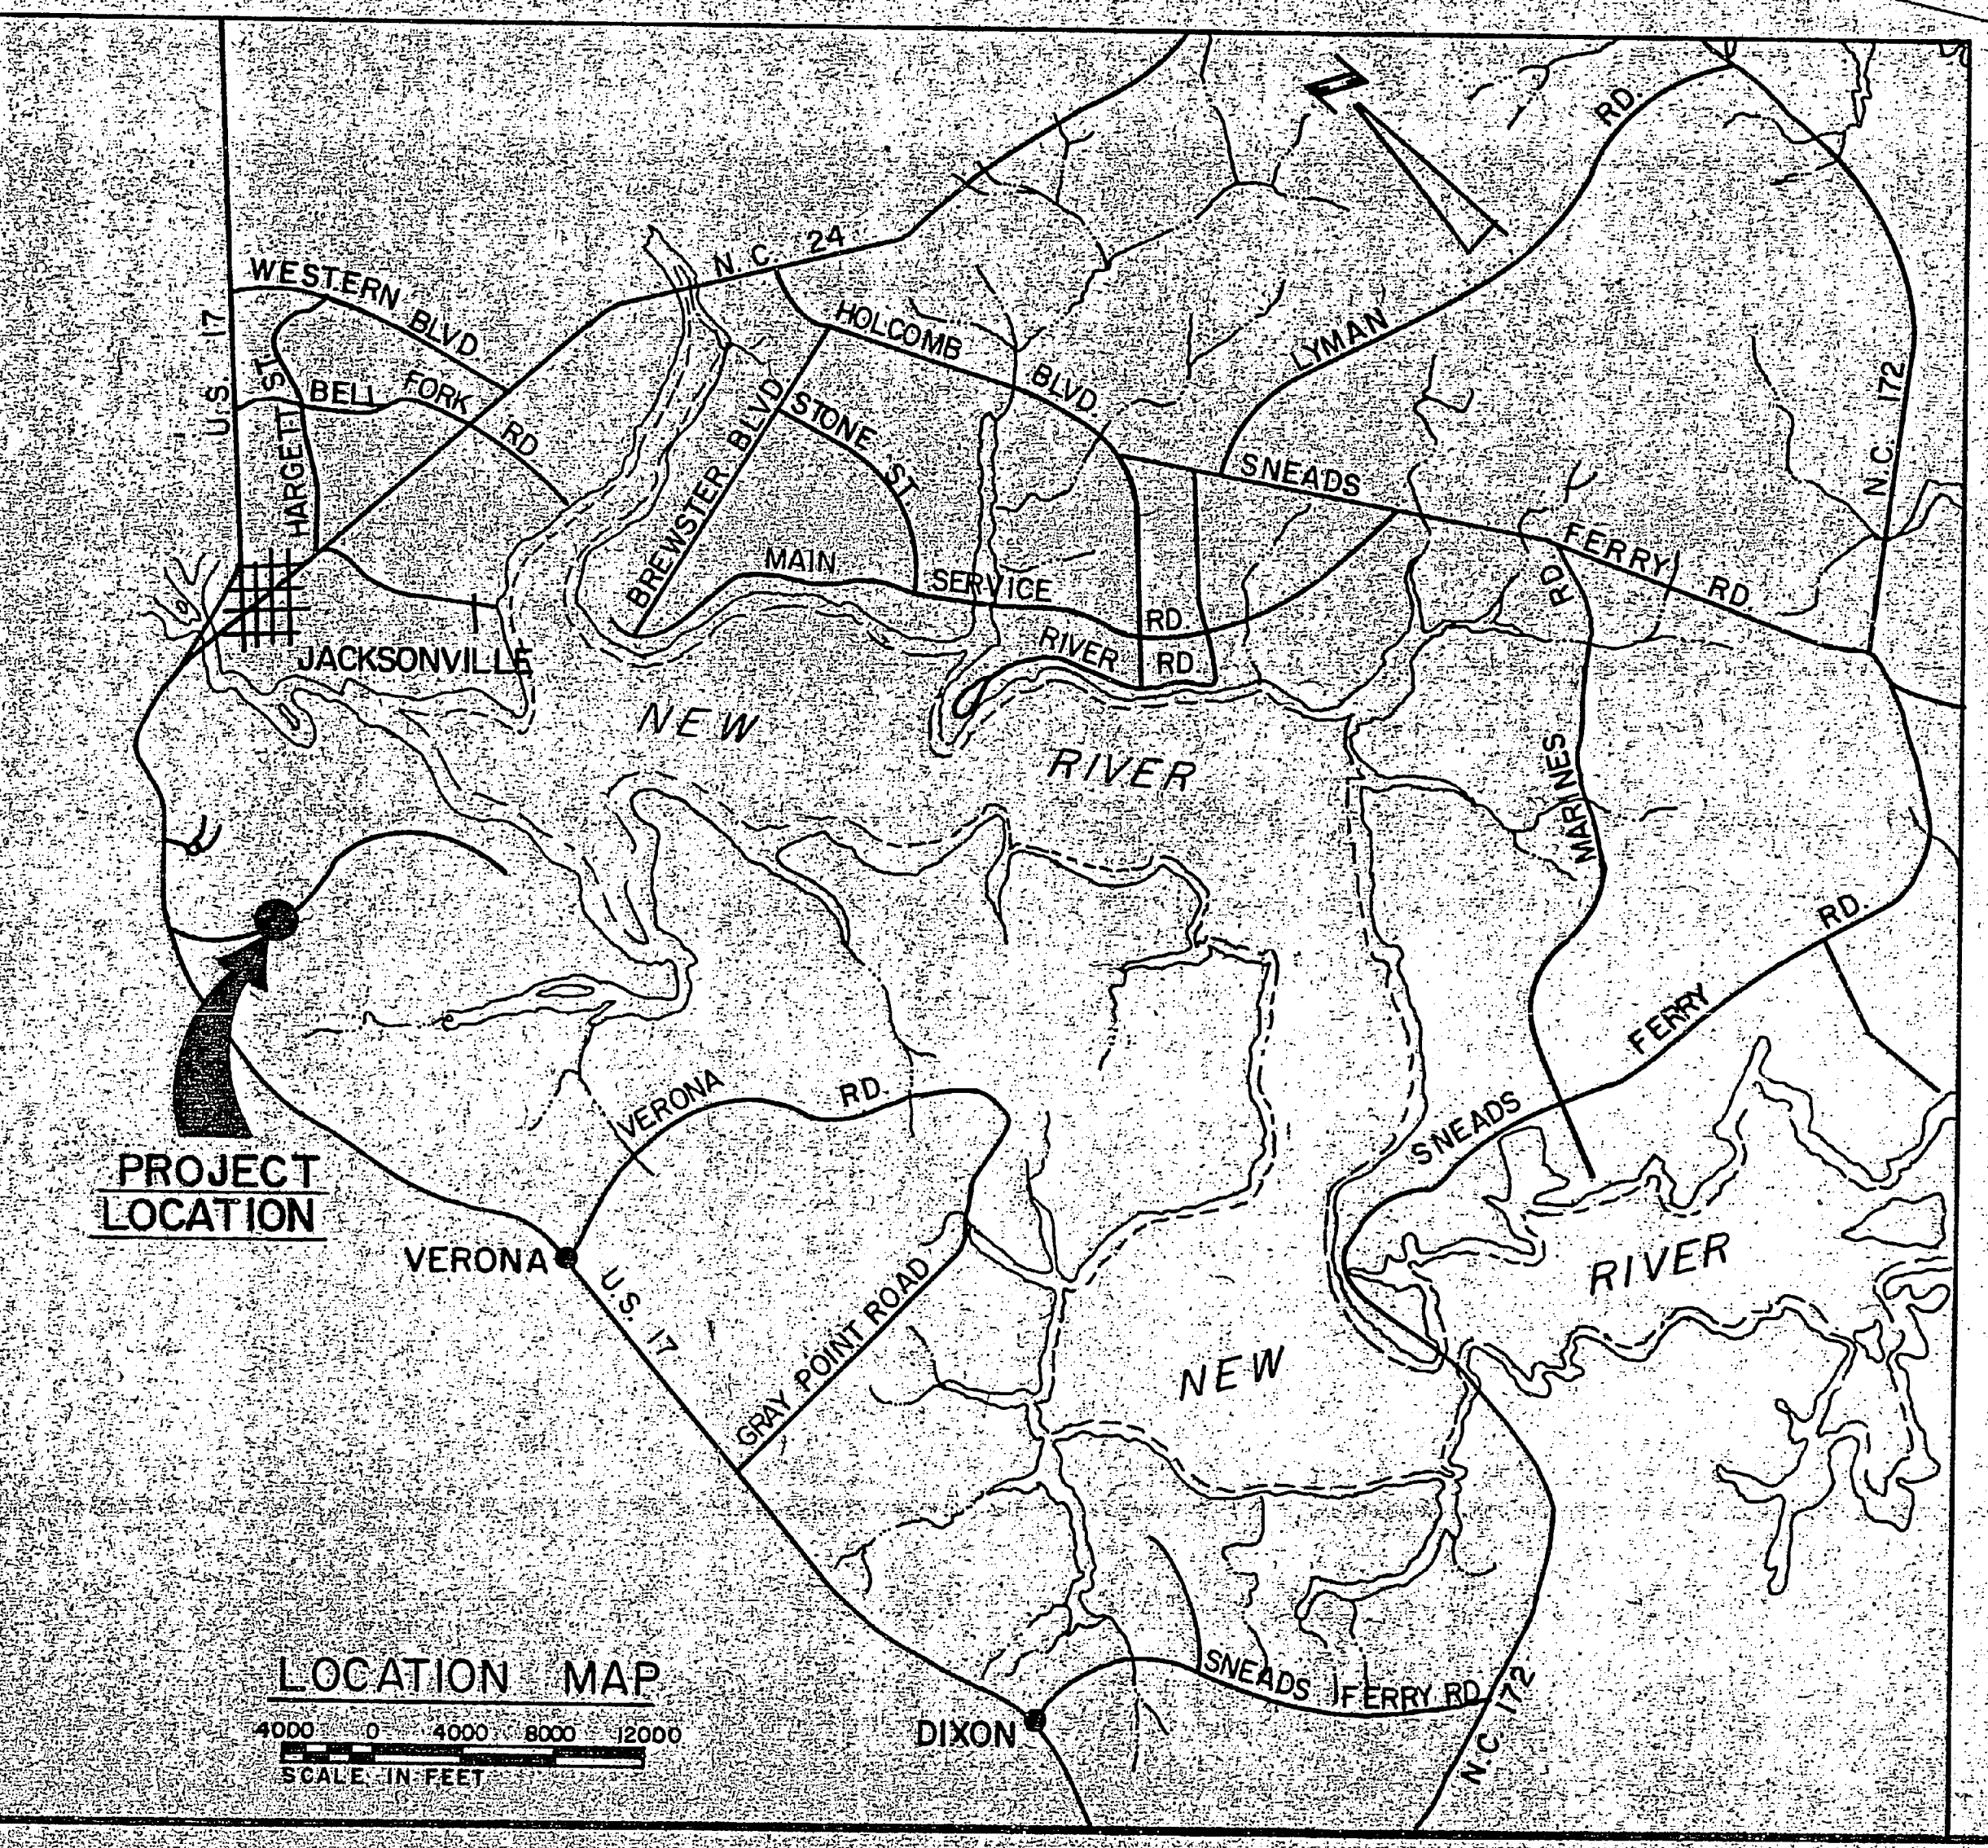 N
RD.
N. C. 24
WESTERN BLVD.
U.S. 17
HOLCOMB BLVD.
LYMAN
N.C. 172
HARGETT ST.
BELL FORK RD
BREWSTER BLVD
STONE ST.
SNEADS FERRY RD.
MAIN SERVICE RD.
RIVER RD
RD.
MARINES
JACKSONVILLE
NEW RIVER
RD.
FERRY
SNEADS
VERONA RD.
PROJECT
LOCATION
VERONA
U.S. 17
GRAY POINT ROAD
NEW RIVER
LOCATION MAP
4000 0 4000 8000 12000
SCALE IN FEET
DIXON
SNEADS FERRY RD.
N.C. 172